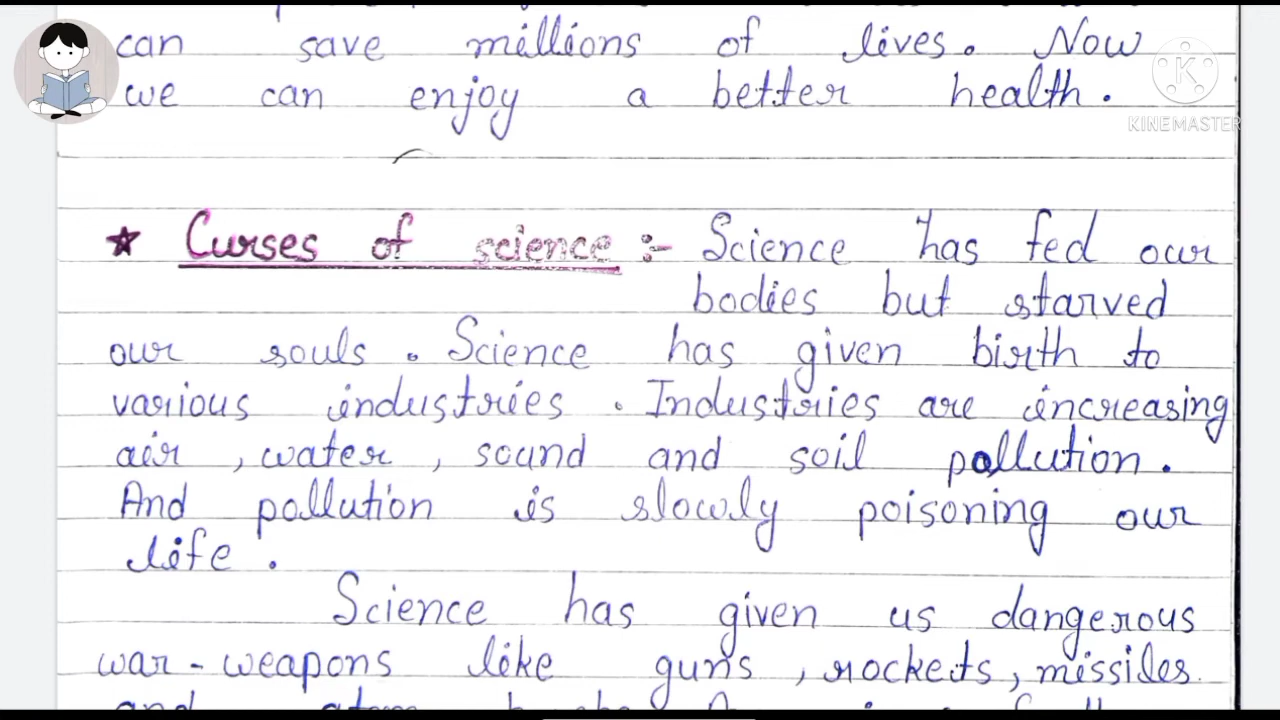 can save millions of lives. Now
we can enjoy a better health.
KINEMASTER
★ Curses of science :- Science has fed our
bodies but starved
our souls. Science has given birth to
various industries. Industries are increasing
air, water, sound and soil pollution.
And pollution is slowly poisoning our
life.
Science has given us dangerous
war-weapons like guns, rockets, missiles
and atom